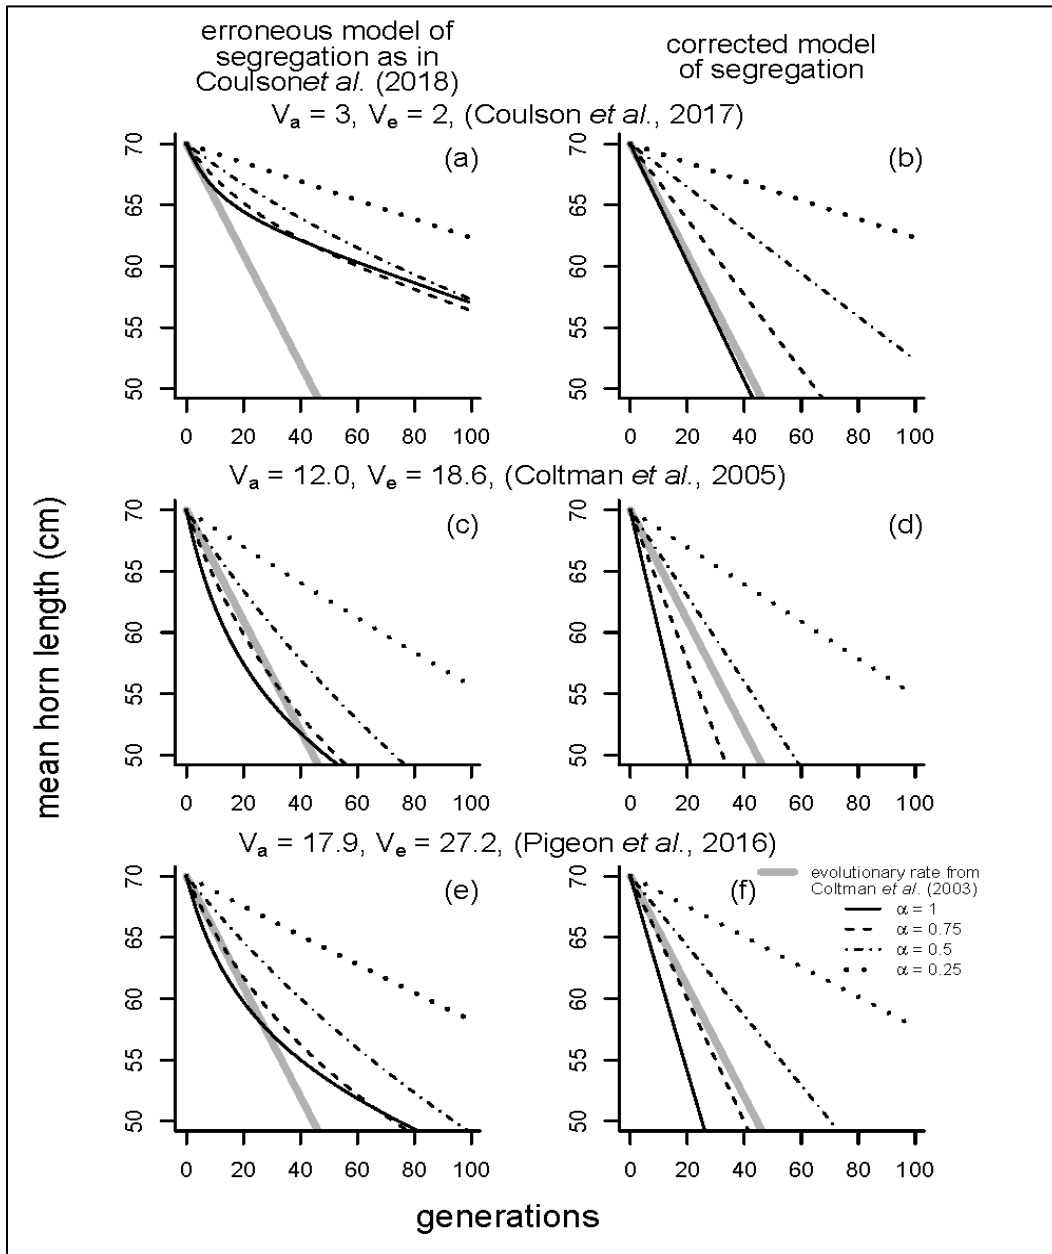 erroneous model of
segregation as in
Coulsonet al. (2018)
corrected model
of segregation
Va = 3, Ve = 2, (Coulson et al., 2017)
(a)
70
65
60
55
50
0 20 40 60 80 100
(b)
70
65
60
55
50
0 20 40 60 80 100
Va = 12.0, Ve = 18.6, (Coltman et al., 2005)
(c)
70
65
60
55
50
0 20 40 60 80 100
(d)
70
65
60
55
50
0 20 40 60 80 100
mean horn length (cm)
Va = 17.9, Ve = 27.2, (Pigeon et al., 2016)
(e)
70
65
60
55
50
0 20 40 60 80 100
(f)
evolutionary rate from
Coltman et al. (2003)
α = 1
α = 0.75
α = 0.5
α = 0.25
70
65
60
55
50
0 20 40 60 80 100
generations